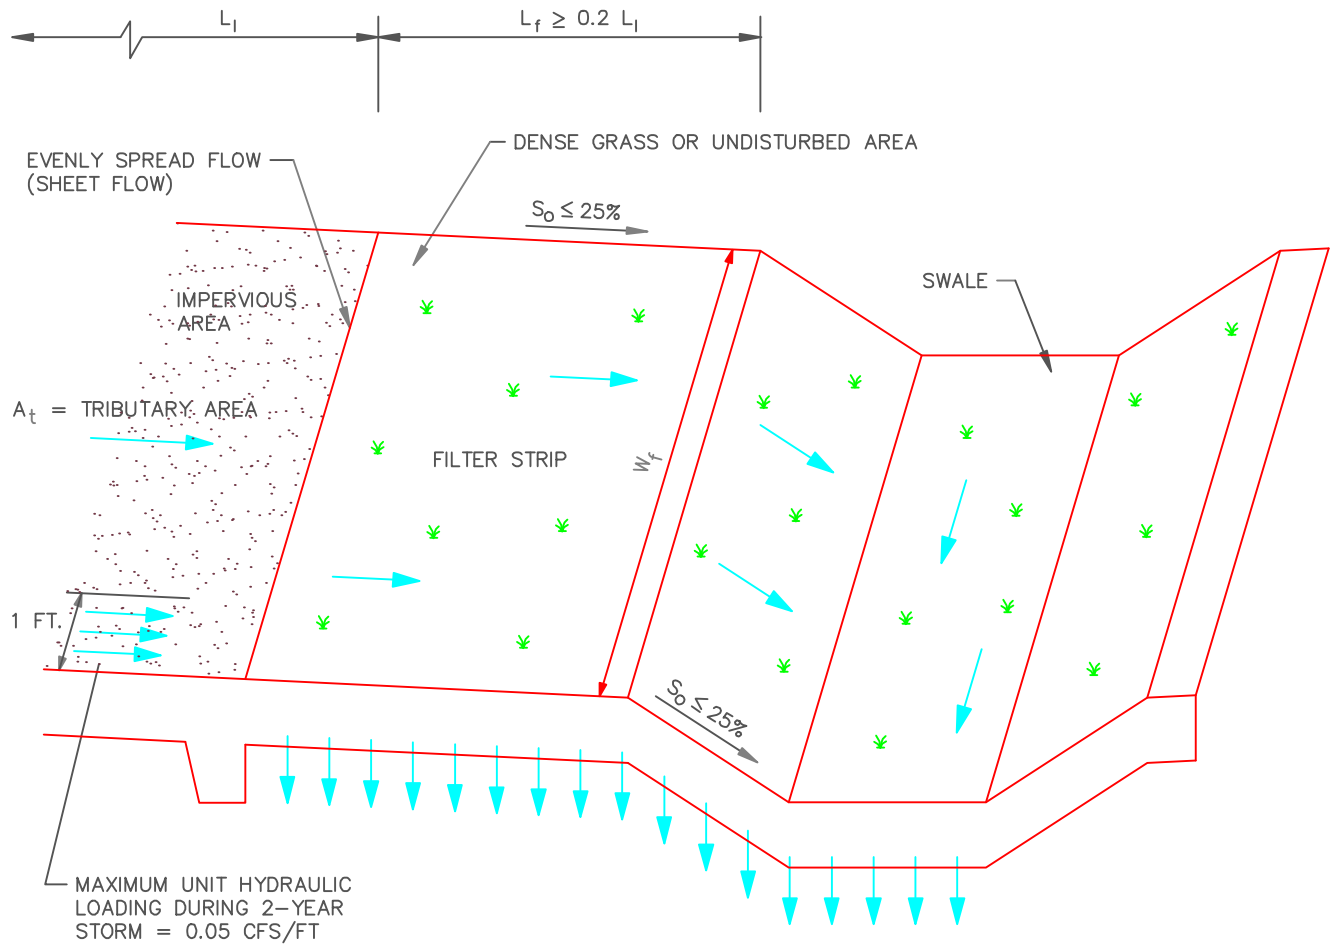 L_I
L_f ≥ 0.2 L_I
DENSE GRASS OR UNDISTURBED AREA
EVENLY SPREAD FLOW
(SHEET FLOW)
S_O ≤ 25%
IMPERVIOUS
AREA
SWALE
A_t = TRIBUTARY AREA
FILTER STRIP
W_f
1 FT.
S_O ≤ 25%
MAXIMUM UNIT HYDRAULIC
LOADING DURING 2-YEAR
STORM = 0.05 CFS/FT